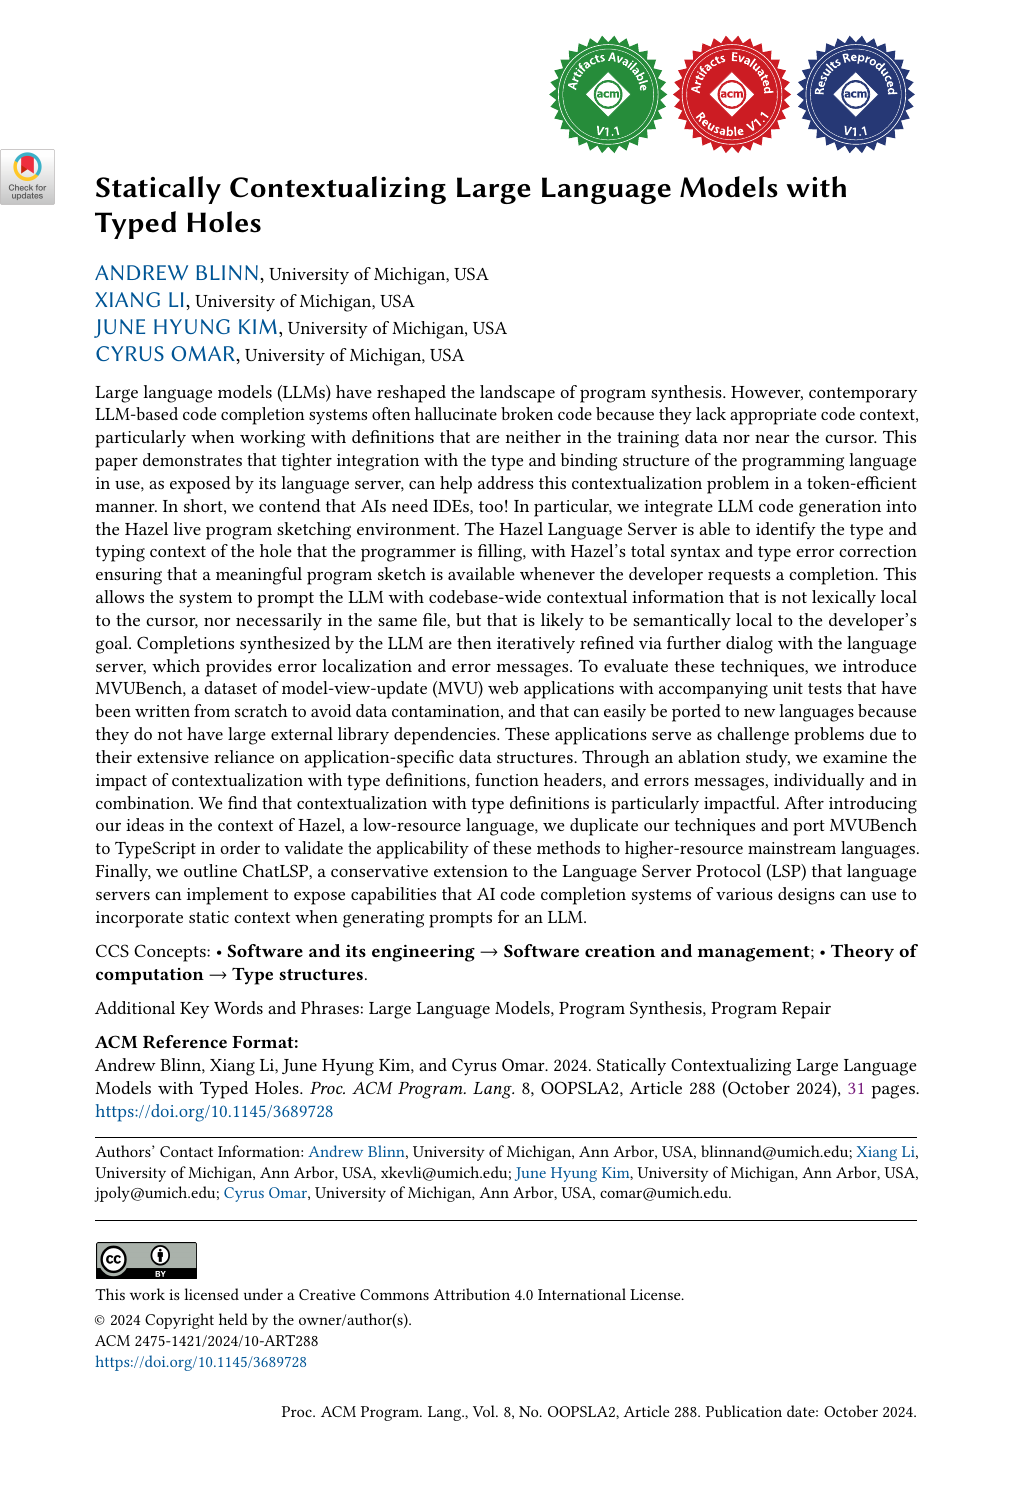 Artifacts Available
acm
V1.1
Artifacts Evaluated
acm
Reusable V1.1
Results Reproduced
acm
V1.1
Check for
updates
Statically Contextualizing Large Language Models with
Typed Holes
ANDREW BLINN, University of Michigan, USA
XIANG LI, University of Michigan, USA
JUNE HYUNG KIM, University of Michigan, USA
CYRUS OMAR, University of Michigan, USA
Large language models (LLMs) have reshaped the landscape of program synthesis. However, contemporary
LLM-based code completion systems often hallucinate broken code because they lack appropriate code context,
particularly when working with definitions that are neither in the training data nor near the cursor. This
paper demonstrates that tighter integration with the type and binding structure of the programming language
in use, as exposed by its language server, can help address this contextualization problem in a token-efficient
manner. In short, we contend that AIs need IDEs, too! In particular, we integrate LLM code generation into
the Hazel live program sketching environment. The Hazel Language Server is able to identify the type and
typing context of the hole that the programmer is filling, with Hazel's total syntax and type error correction
ensuring that a meaningful program sketch is available whenever the developer requests a completion. This
allows the system to prompt the LLM with codebase-wide contextual information that is not lexically local
to the cursor, nor necessarily in the same file, but that is likely to be semantically local to the developer's
goal. Completions synthesized by the LLM are then iteratively refined via further dialog with the language
server, which provides error localization and error messages. To evaluate these techniques, we introduce
MVUBench, a dataset of model-view-update (MVU) web applications with accompanying unit tests that have
been written from scratch to avoid data contamination, and that can easily be ported to new languages because
they do not have large external library dependencies. These applications serve as challenge problems due to
their extensive reliance on application-specific data structures. Through an ablation study, we examine the
impact of contextualization with type definitions, function headers, and errors messages, individually and in
combination. We find that contextualization with type definitions is particularly impactful. After introducing
our ideas in the context of Hazel, a low-resource language, we duplicate our techniques and port MVUBench
to TypeScript in order to validate the applicability of these methods to higher-resource mainstream languages.
Finally, we outline ChatLSP, a conservative extension to the Language Server Protocol (LSP) that language
servers can implement to expose capabilities that AI code completion systems of various designs can use to
incorporate static context when generating prompts for an LLM.
CCS Concepts: • Software and its engineering → Software creation and management; • Theory of
computation → Type structures.
Additional Key Words and Phrases: Large Language Models, Program Synthesis, Program Repair
ACM Reference Format:
Andrew Blinn, Xiang Li, June Hyung Kim, and Cyrus Omar. 2024. Statically Contextualizing Large Language
Models with Typed Holes. Proc. ACM Program. Lang. 8, OOPSLA2, Article 288 (October 2024), 31 pages.
https://doi.org/10.1145/3689728
Authors' Contact Information: Andrew Blinn, University of Michigan, Ann Arbor, USA, blinnand@umich.edu; Xiang Li,
University of Michigan, Ann Arbor, USA, xkevli@umich.edu; June Hyung Kim, University of Michigan, Ann Arbor, USA,
jpoly@umich.edu; Cyrus Omar, University of Michigan, Ann Arbor, USA, comar@umich.edu.
cc BY
This work is licensed under a Creative Commons Attribution 4.0 International License.
© 2024 Copyright held by the owner/author(s).
ACM 2475-1421/2024/10-ART288
https://doi.org/10.1145/3689728
Proc. ACM Program. Lang., Vol. 8, No. OOPSLA2, Article 288. Publication date: October 2024.